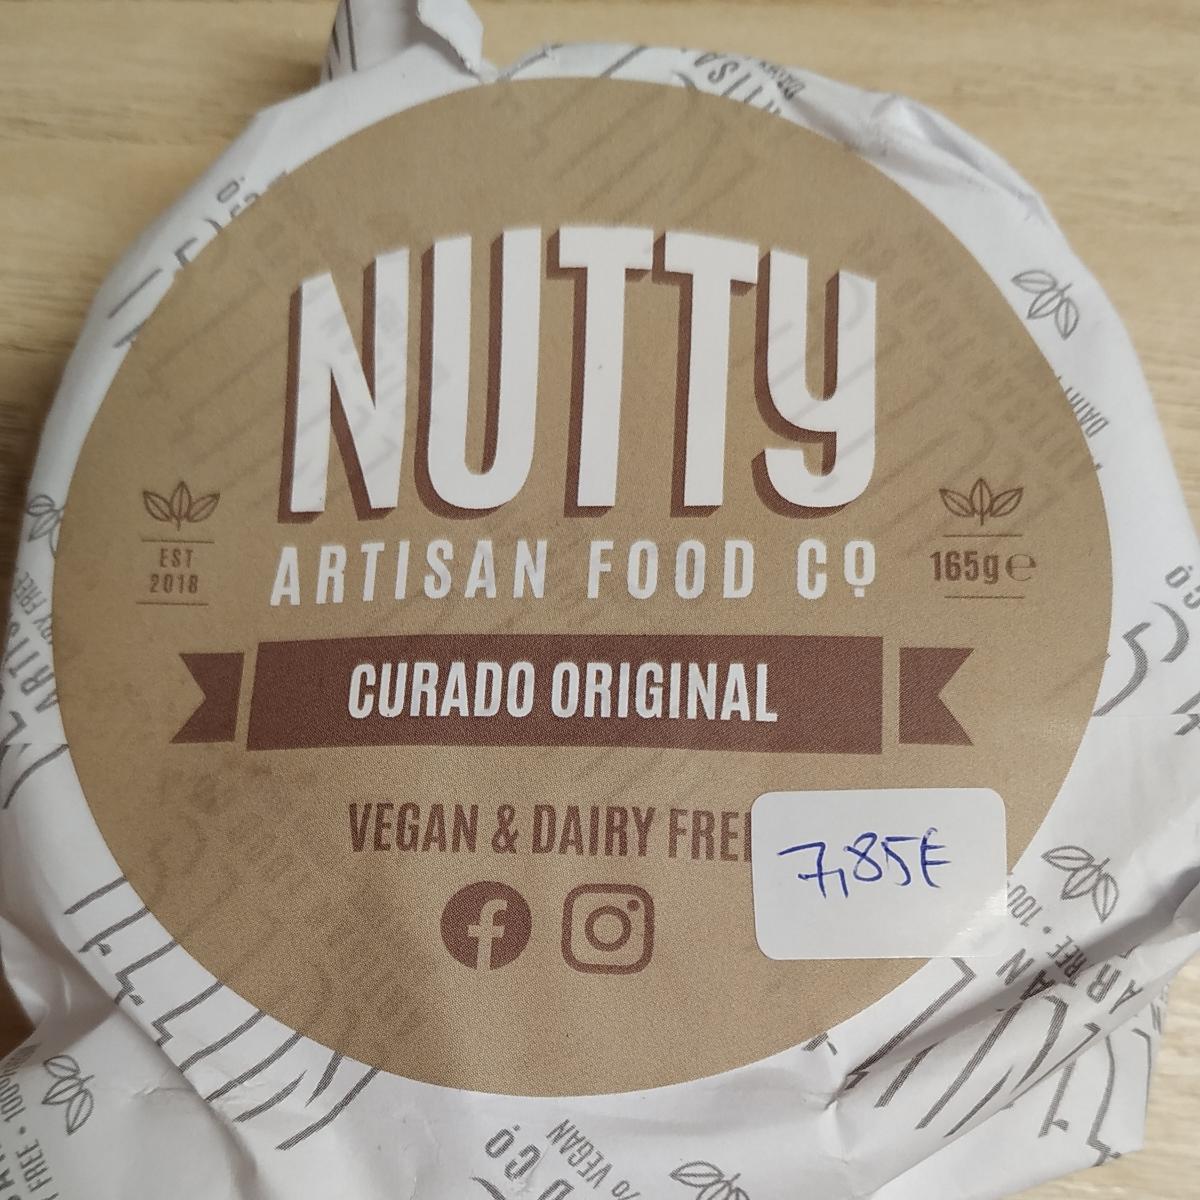 NUTTY
ARTISAN FOOD CO
EST
2018
165g e
CURADO ORIGINAL
VEGAN & DAIRY FREE
7,85€